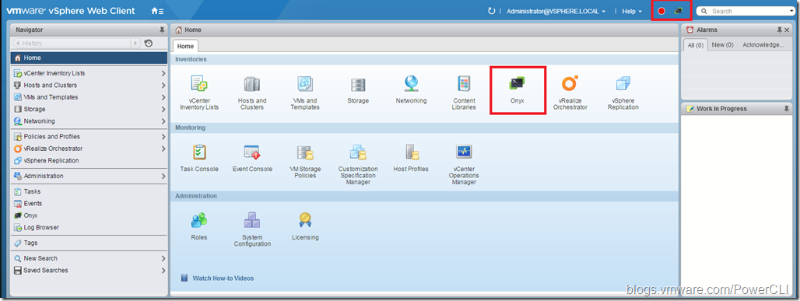 vmware® vSphere Web Client
Administrator@VSPHERE.LOCAL
Help
Search
Navigator
History
Home
vCenter Inventory Lists
Hosts and Clusters
VMs and Templates
Storage
Networking
Policies and Profiles
vRealize Orchestrator
vSphere Replication
Administration
Tasks
Events
Onyx
Log Browser
Tags
New Search
Saved Searches
Home
Home
Inventories
vCenter
Inventory Lists
Hosts and
Clusters
VMs and
Templates
Storage
Networking
Content
Libraries
Onyx
vRealize
Orchestrator
vSphere
Replication
Monitoring
Task Console
Event Console
VM Storage
Policies
Customization
Specification
Manager
Host Profiles
vCenter
Operations
Manager
Administration
Roles
System
Configuration
Licensing
Watch How-to Videos
Alarms
All (0)
New (0)
Acknowledge...
Work In Progress
blogs.vmware.com/PowerCLI